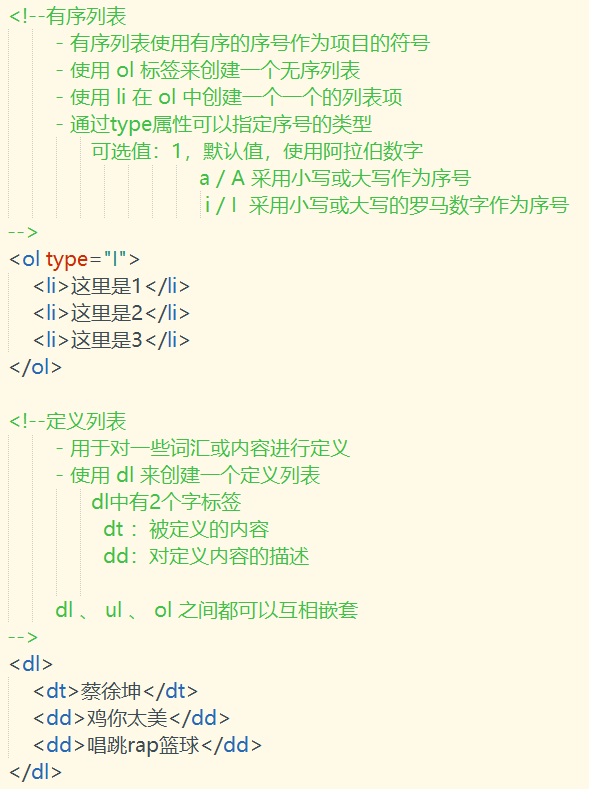 <!--有序列表
- 有序列表使用有序的序号作为项目的符号
- 使用 ol 标签来创建一个无序列表
- 使用 li 在 ol 中创建一个一个的列表项
- 通过type属性可以指定序号的类型
可选值：1，默认值，使用阿拉伯数字
a / A 采用小写或大写作为序号
i / I 采用小写或大写的罗马数字作为序号
-->
<ol type="I">
<li>这里是1</li>
<li>这里是2</li>
<li>这里是3</li>
</ol>
<!--定义列表
- 用于对一些词汇或内容进行定义
- 使用 dl 来创建一个定义列表
dl中有2个字标签
dt ：被定义的内容
dd：对定义内容的描述
dl 、 ul 、 ol 之间都可以互相嵌套
-->
<dl>
<dt>蔡徐坤</dt>
<dd>鸡你太美</dd>
<dd>唱跳rap篮球</dd>
</dl>